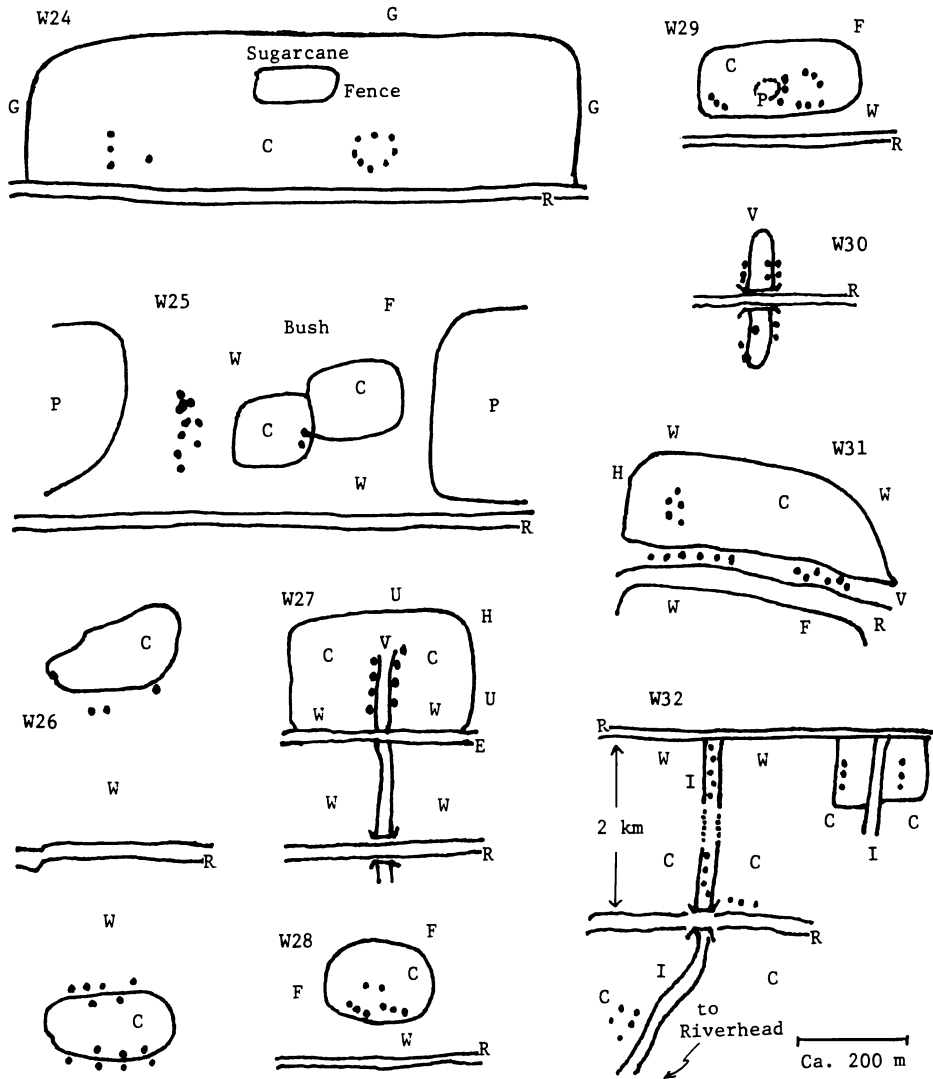 W24
G
Sugarcane
Fence
G
G
C
R
W29
F
C
P
W
R
V
W30
R
W25
F
Bush
W
C
P
C
P
W
R
W
W31
H
C
W
V
W
F
R
C
W26
W
R
W
C
W27
U
H
V
C
C
U
W
W
E
W
W
R
W28
F
C
F
W
R
W32
R
W
W
I
2 km
C
C
I
C
C
R
I
C
C
to
Riverhead
Ca. 200 m